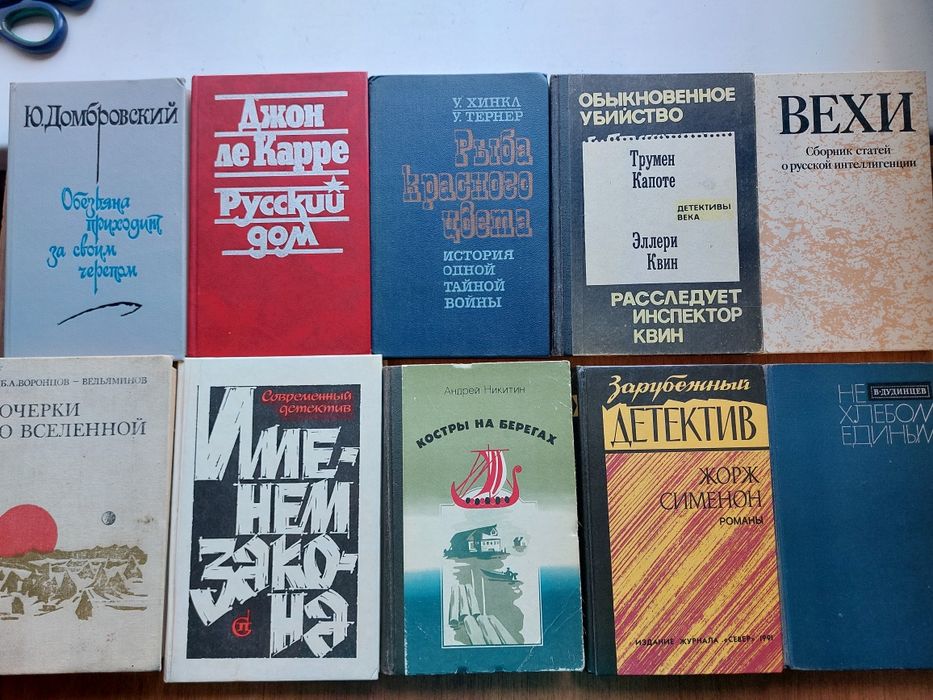 Ю.Домбровский
Обезьяна
приходит
за своим
черепом
Джон
ле Карре
Русский
дом
У. ХИНКЛ
У. ТЕРНЕР
Рыба
красного
цвета
ИСТОРИЯ
ОДНОЙ
ТАЙНОЙ
ВОЙНЫ
ОБЫКНОВЕННОЕ
УБИЙСТВО
Трумен
Капоте
ДЕТЕКТИВЫ
ВЕКА
Эллери
Квин
РАССЛЕДУЕТ
ИНСПЕКТОР
КВИН
ВЕХИ
Сборник статей
о русской интеллигенции
Б.А.ВОРОНЦОВ-ВЕЛЬЯМИНОВ
ОЧЕРКИ
О ВСЕЛЕННОЙ
Современный
детектив
ИМЕ-
НЕМ
ЗАКО-
НА
Андрей Никитин
КОСТРЫ НА БЕРЕГАХ
Зарубежный
ДЕТЕКТИВ
ЖОРЖ
СИМЕНОН
РОМАНЫ
ИЗДАНИЕ ЖУРНАЛА «СЕВЕР» 1991
В·ДУДИНЦЕВ
НЕ
ХЛЕБОМ
ЕДИНЫМ